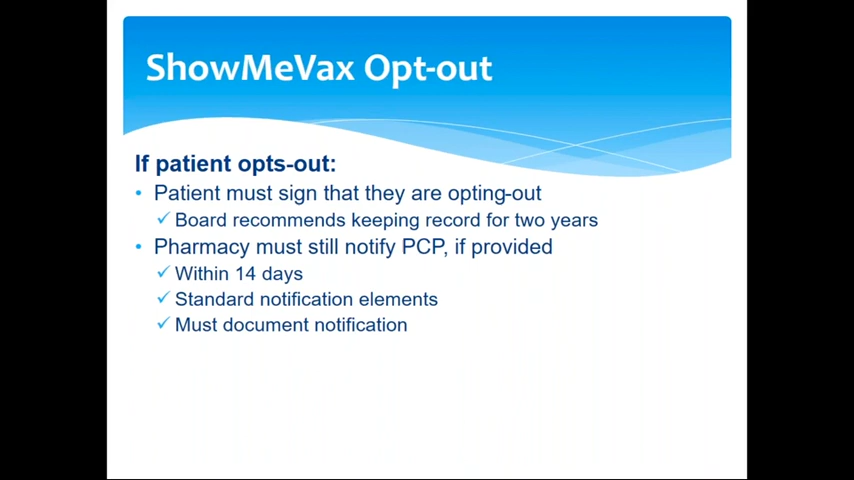 ShowMeVax Opt-out
If patient opts-out:
• Patient must sign that they are opting-out
✓ Board recommends keeping record for two years
• Pharmacy must still notify PCP, if provided
✓ Within 14 days
✓ Standard notification elements
✓ Must document notification